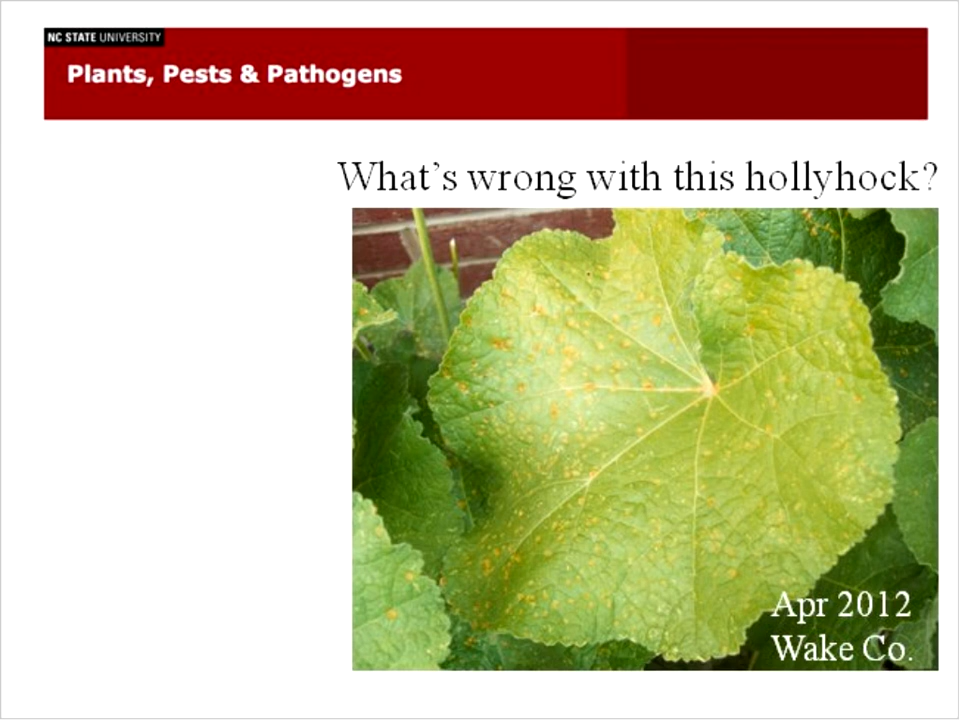 NC STATE UNIVERSITY
Plants, Pests & Pathogens
What's wrong with this hollyhock?
Apr 2012
Wake Co.